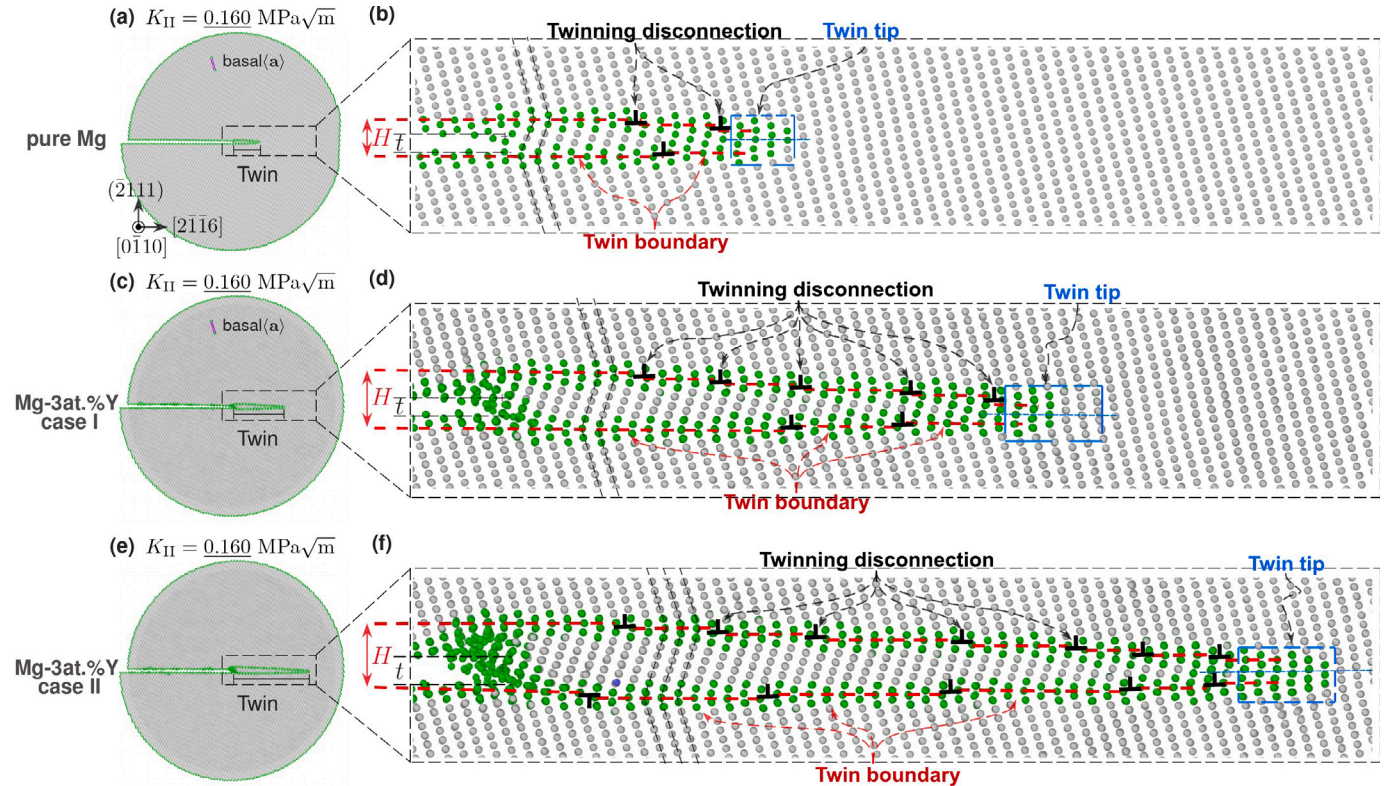 (a) K_II = 0.160 MPa√m
basal⟨a⟩
pure Mg
Twin
(2̄111)
[21̄1̄6]
[01̄10]
(b)
Twinning disconnection
Twin tip
H
t
Twin boundary
(c) K_II = 0.160 MPa√m
basal⟨a⟩
Mg-3at.%Y
case I
Twin
(d)
Twinning disconnection
Twin tip
H
t
Twin boundary
(e) K_II = 0.160 MPa√m
Mg-3at.%Y
case II
Twin
(f)
Twinning disconnection
Twin tip
H
t
Twin boundary